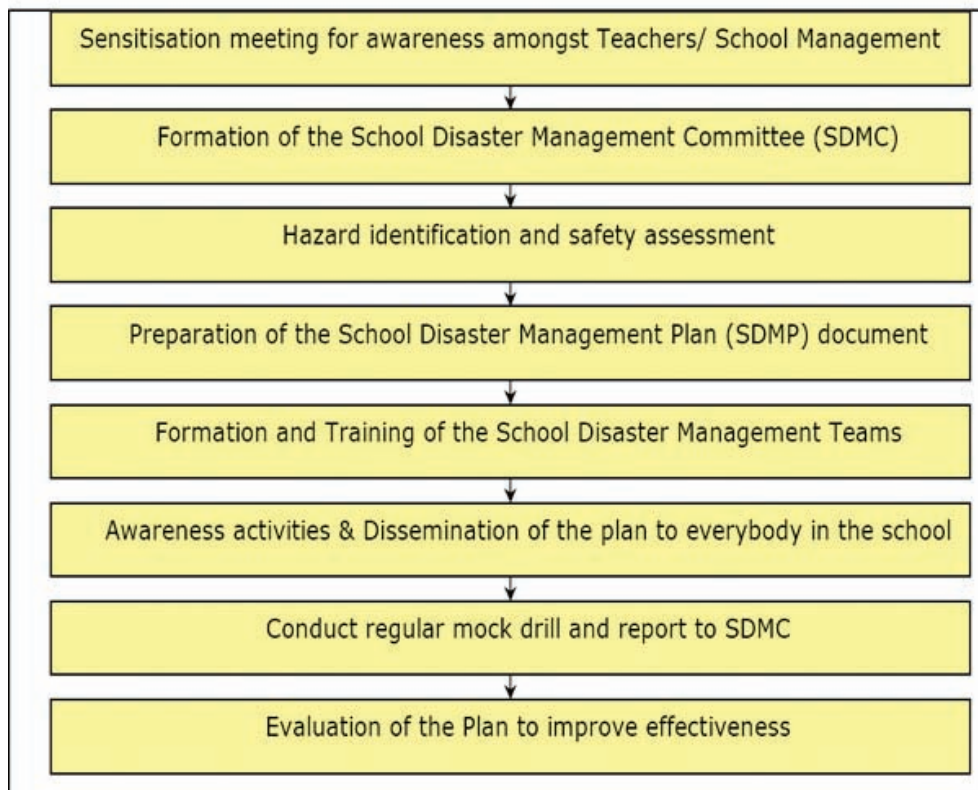 Sensitisation meeting for awareness amongst Teachers/ School Management
Formation of the School Disaster Management Committee (SDMC)
Hazard identification and safety assessment
Preparation of the School Disaster Management Plan (SDMP) document
Formation and Training of the School Disaster Management Teams
Awareness activities & Dissemination of the plan to everybody in the school
Conduct regular mock drill and report to SDMC
Evaluation of the Plan to improve effectiveness